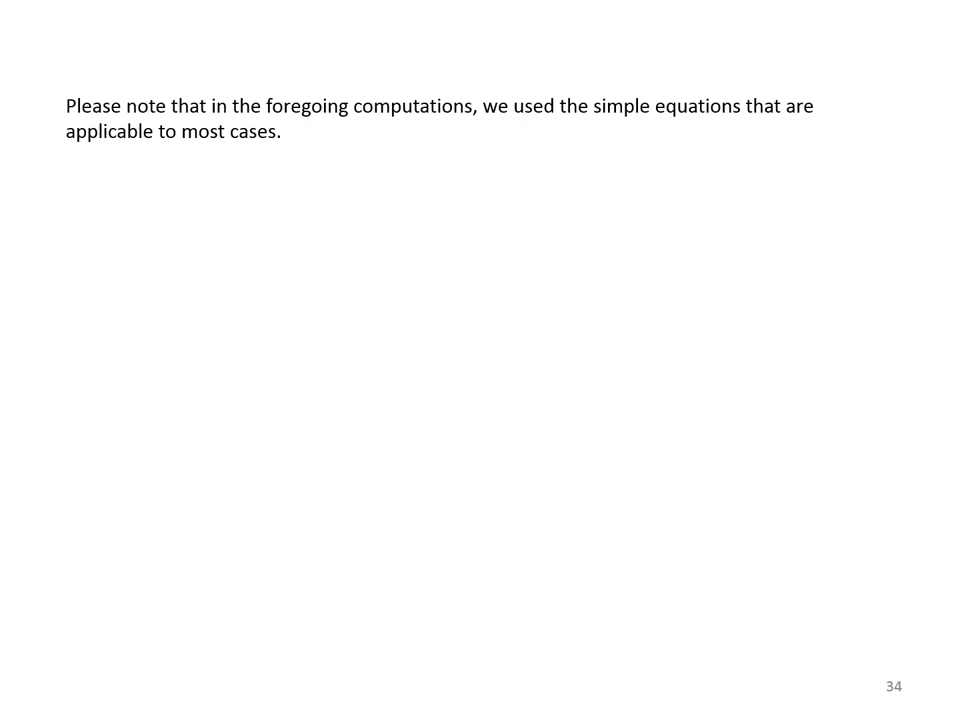 Please note that in the foregoing computations, we used the simple equations that are
applicable to most cases.
34